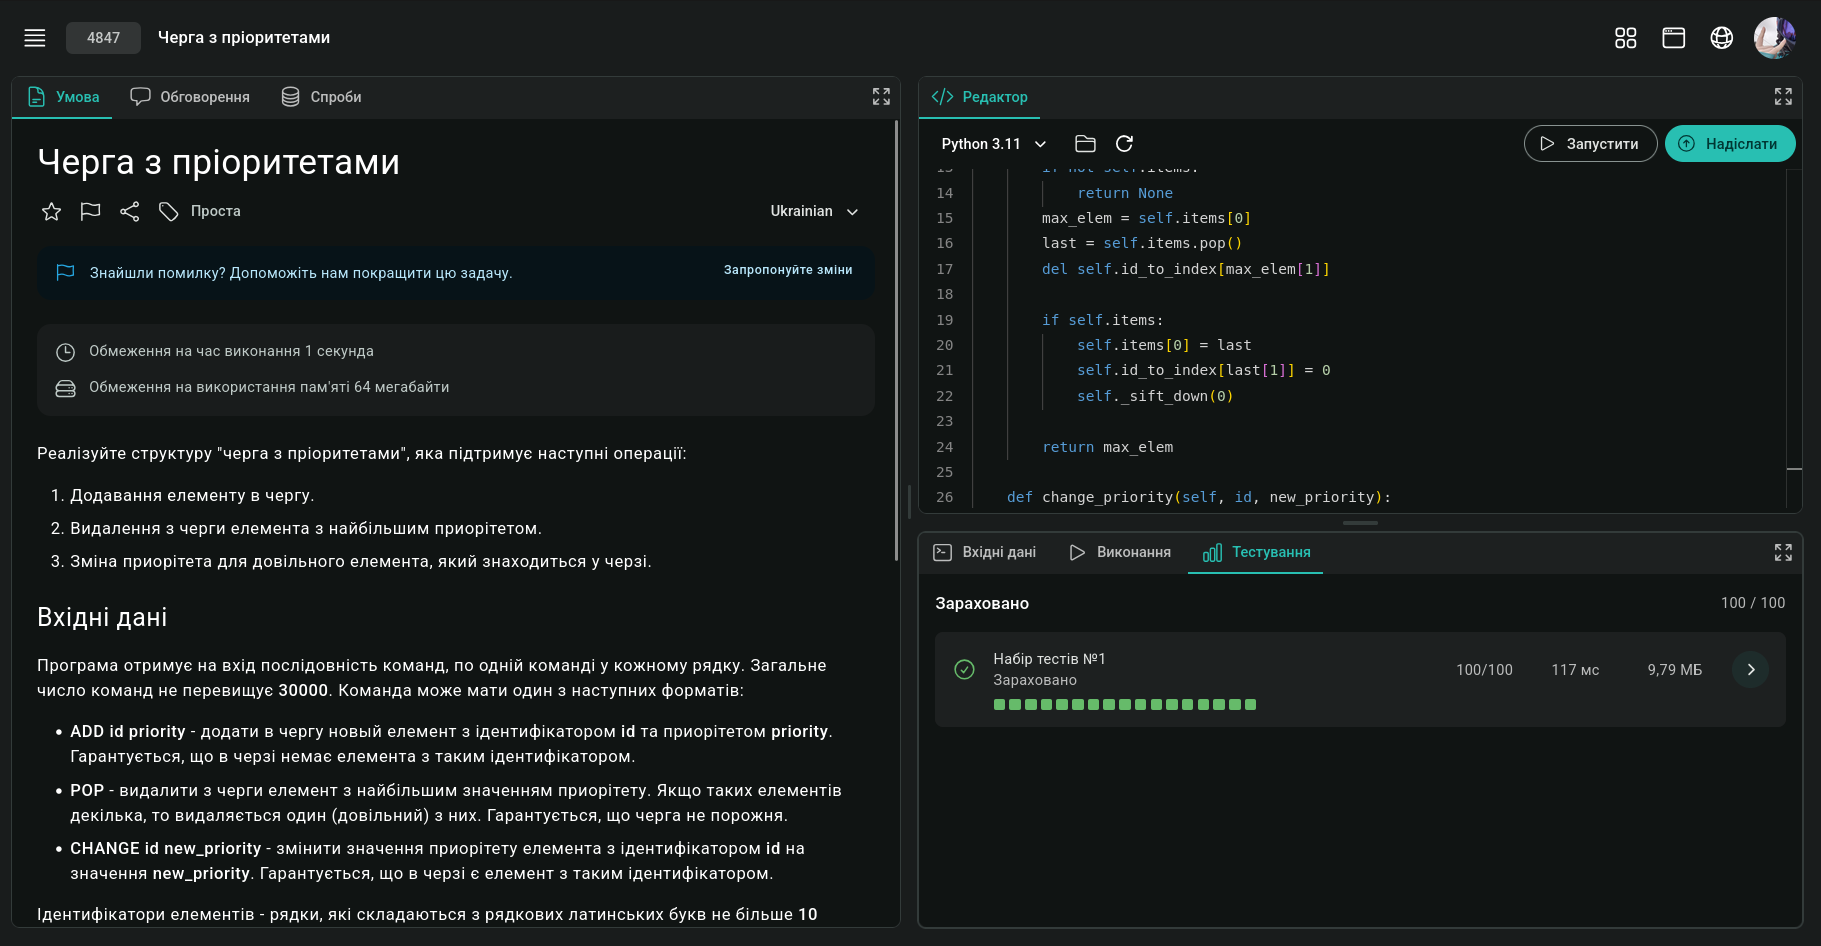 4847
Черга з пріоритетами
Умова
Обговорення
Спроби
Черга з пріоритетами
Проста
Ukrainian
Знайшли помилку? Допоможіть нам покращити цю задачу.
Запропонуйте зміни
Обмеження на час виконання 1 секунда
Обмеження на використання пам'яті 64 мегабайти
Реалізуйте структуру "черга з пріоритетами", яка підтримує наступні операції:
1. Додавання елементу в чергу.
2. Видалення з черги елемента з найбільшим приорітетом.
3. Зміна приорітета для довільного елемента, який знаходиться у черзі.
Вхідні дані
Програма отримує на вхід послідовність команд, по одній команді у кожному рядку. Загальне
число команд не перевищує 30000. Команда може мати один з наступних форматів:
• ADD id priority - додати в чергу новый елемент з ідентифікатором id та приорітетом priority.
Гарантується, що в черзі немає елемента з таким ідентифікатором.
• POP - видалити з черги елемент з найбільшим значенням приорітету. Якщо таких елементів
декілька, то видаляється один (довільний) з них. Гарантується, що черга не порожня.
• CHANGE id new_priority - змінити значення приорітету елемента з ідентифікатором id на
значення new_priority. Гарантується, що в черзі є елемент з таким ідентифікатором.
Ідентифікатори елементів - рядки, які складаються з рядкових латинських букв не більше 10
Редактор
Python 3.11
Запустити
Надіслати
13 if not self.items:
14 return None
15 max_elem = self.items[0]
16 last = self.items.pop()
17 del self.id_to_index[max_elem[1]]
18
19 if self.items:
20 self.items[0] = last
21 self.id_to_index[last[1]] = 0
22 self._sift_down(0)
23
24 return max_elem
25
26 def change_priority(self, id, new_priority):
Вхідні дані
Виконання
Тестування
Зараховано
100 / 100
Набір тестів №1
Зараховано
100/100
117 мс
9,79 МБ